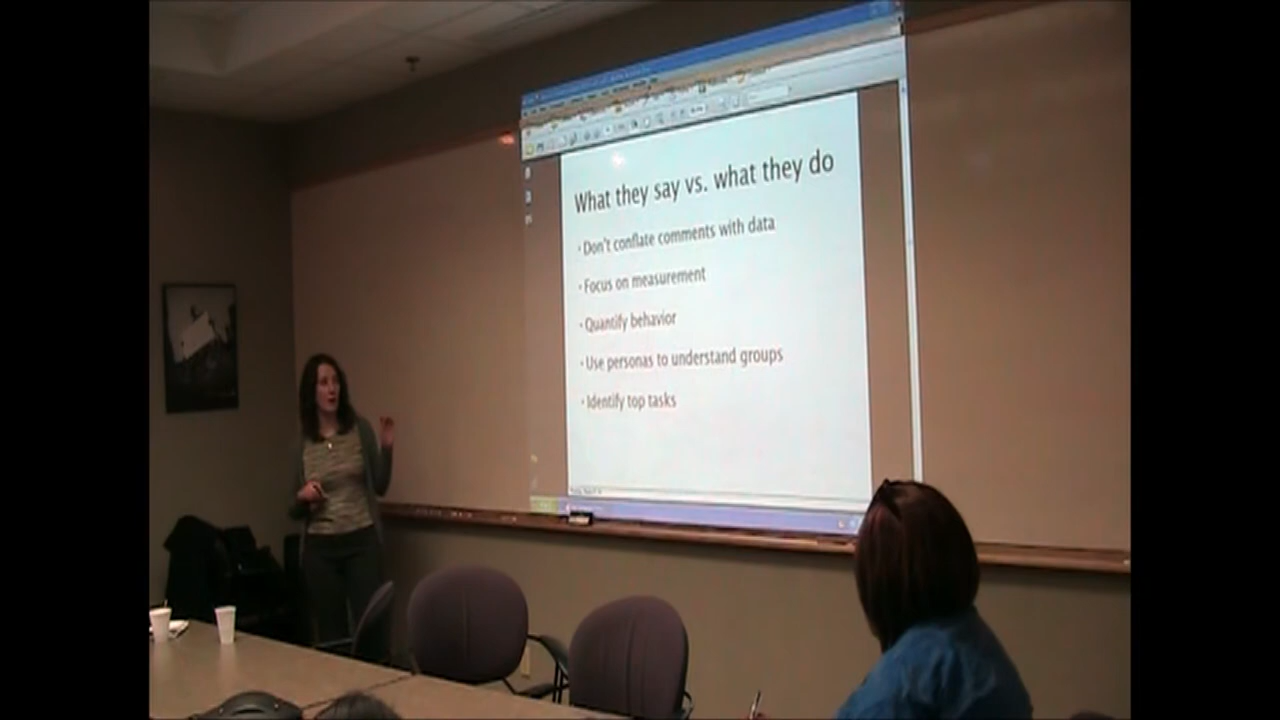 What they say vs. what they do
· Don't conflate comments with data
· Focus on measurement
· Quantify behavior
· Use personas to understand groups
· Identify top tasks